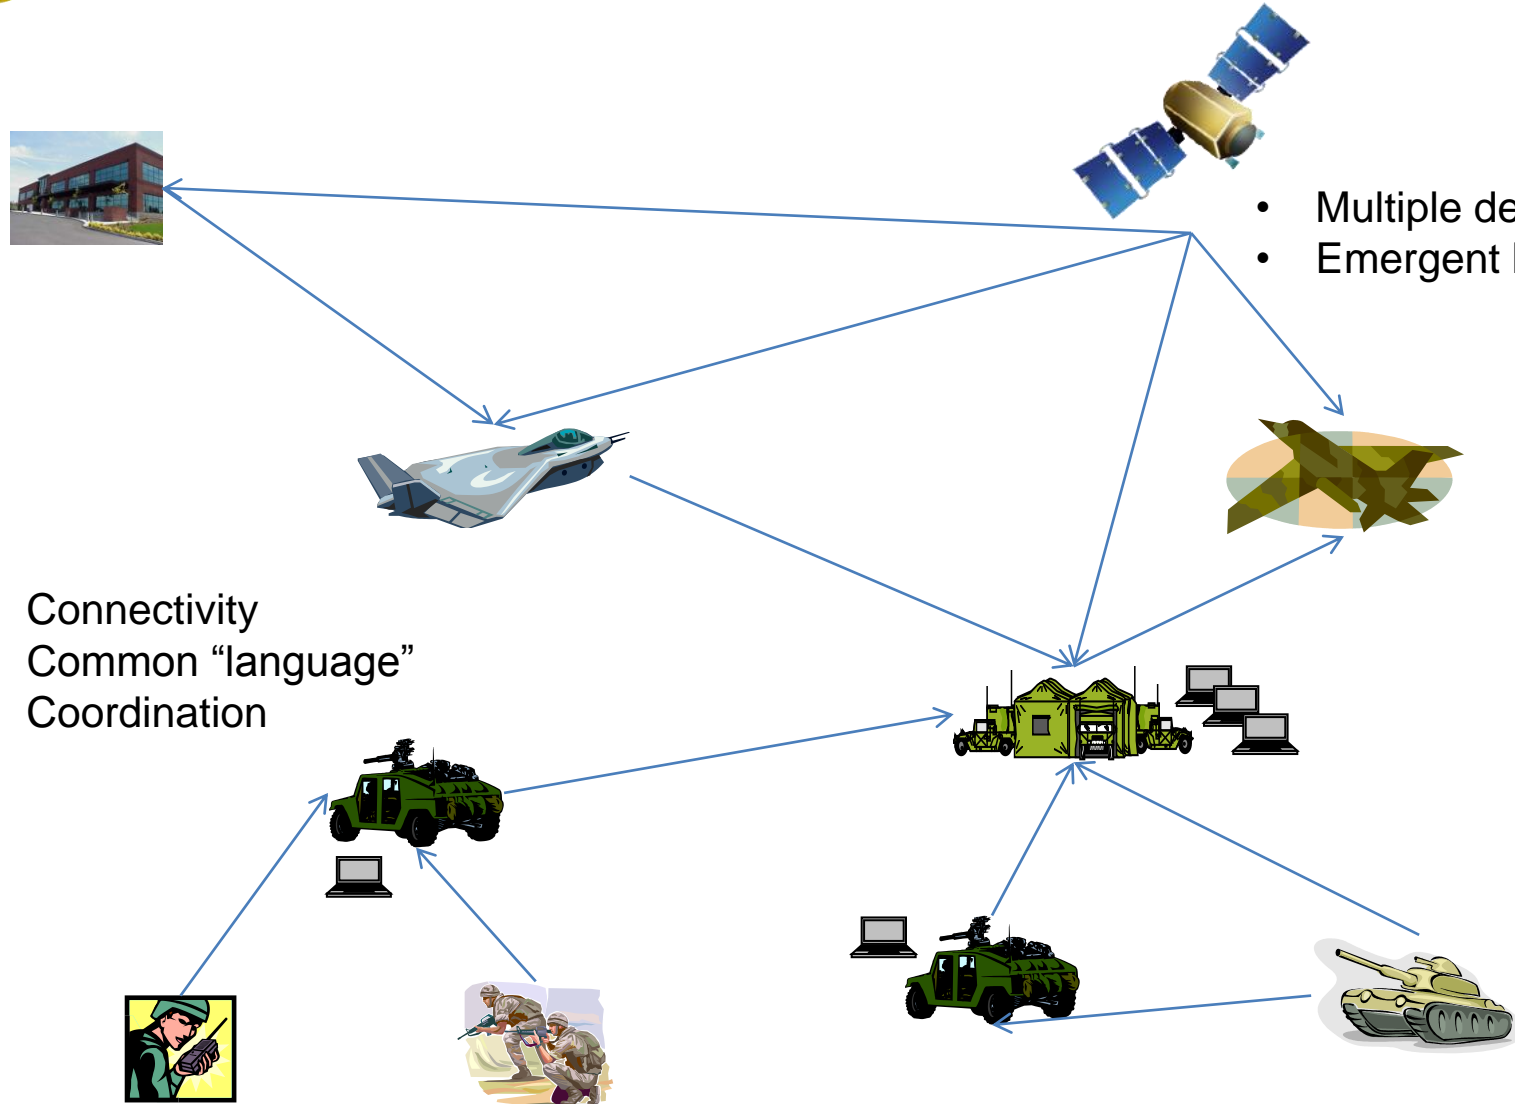 • Multiple
• Emergent
Connectivity
Common “language”
Coordination